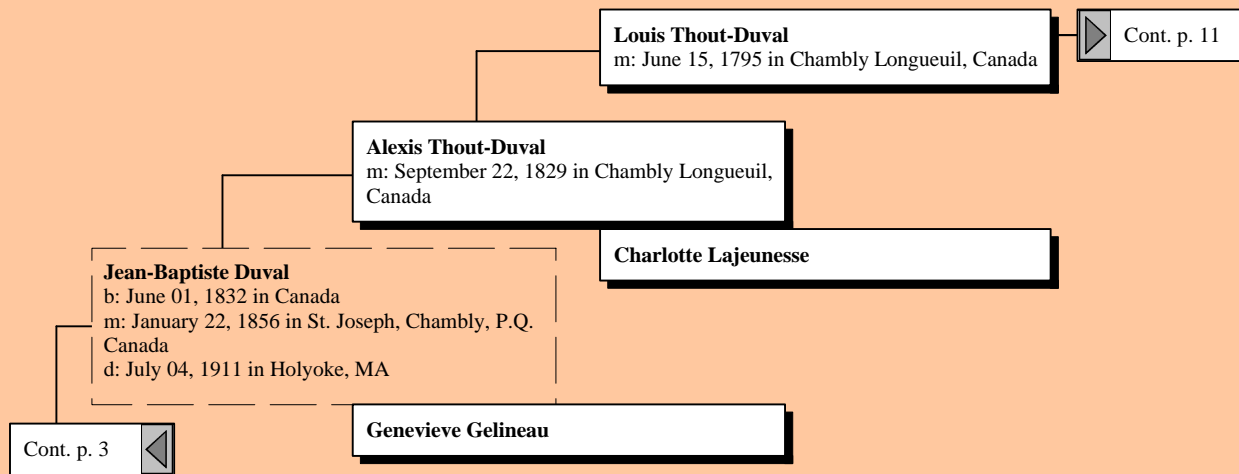 Louis Thout-Duval
m: June 15, 1795 in Chambly Longueuil, Canada
Cont. p. 11
Alexis Thout-Duval
m: September 22, 1829 in Chambly Longueuil,
Canada
Charlotte Lajeunesse
Jean-Baptiste Duval
b: June 01, 1832 in Canada
m: January 22, 1856 in St. Joseph, Chambly, P.Q.
Canada
d: July 04, 1911 in Holyoke, MA
Genevieve Gelineau
Cont. p. 3